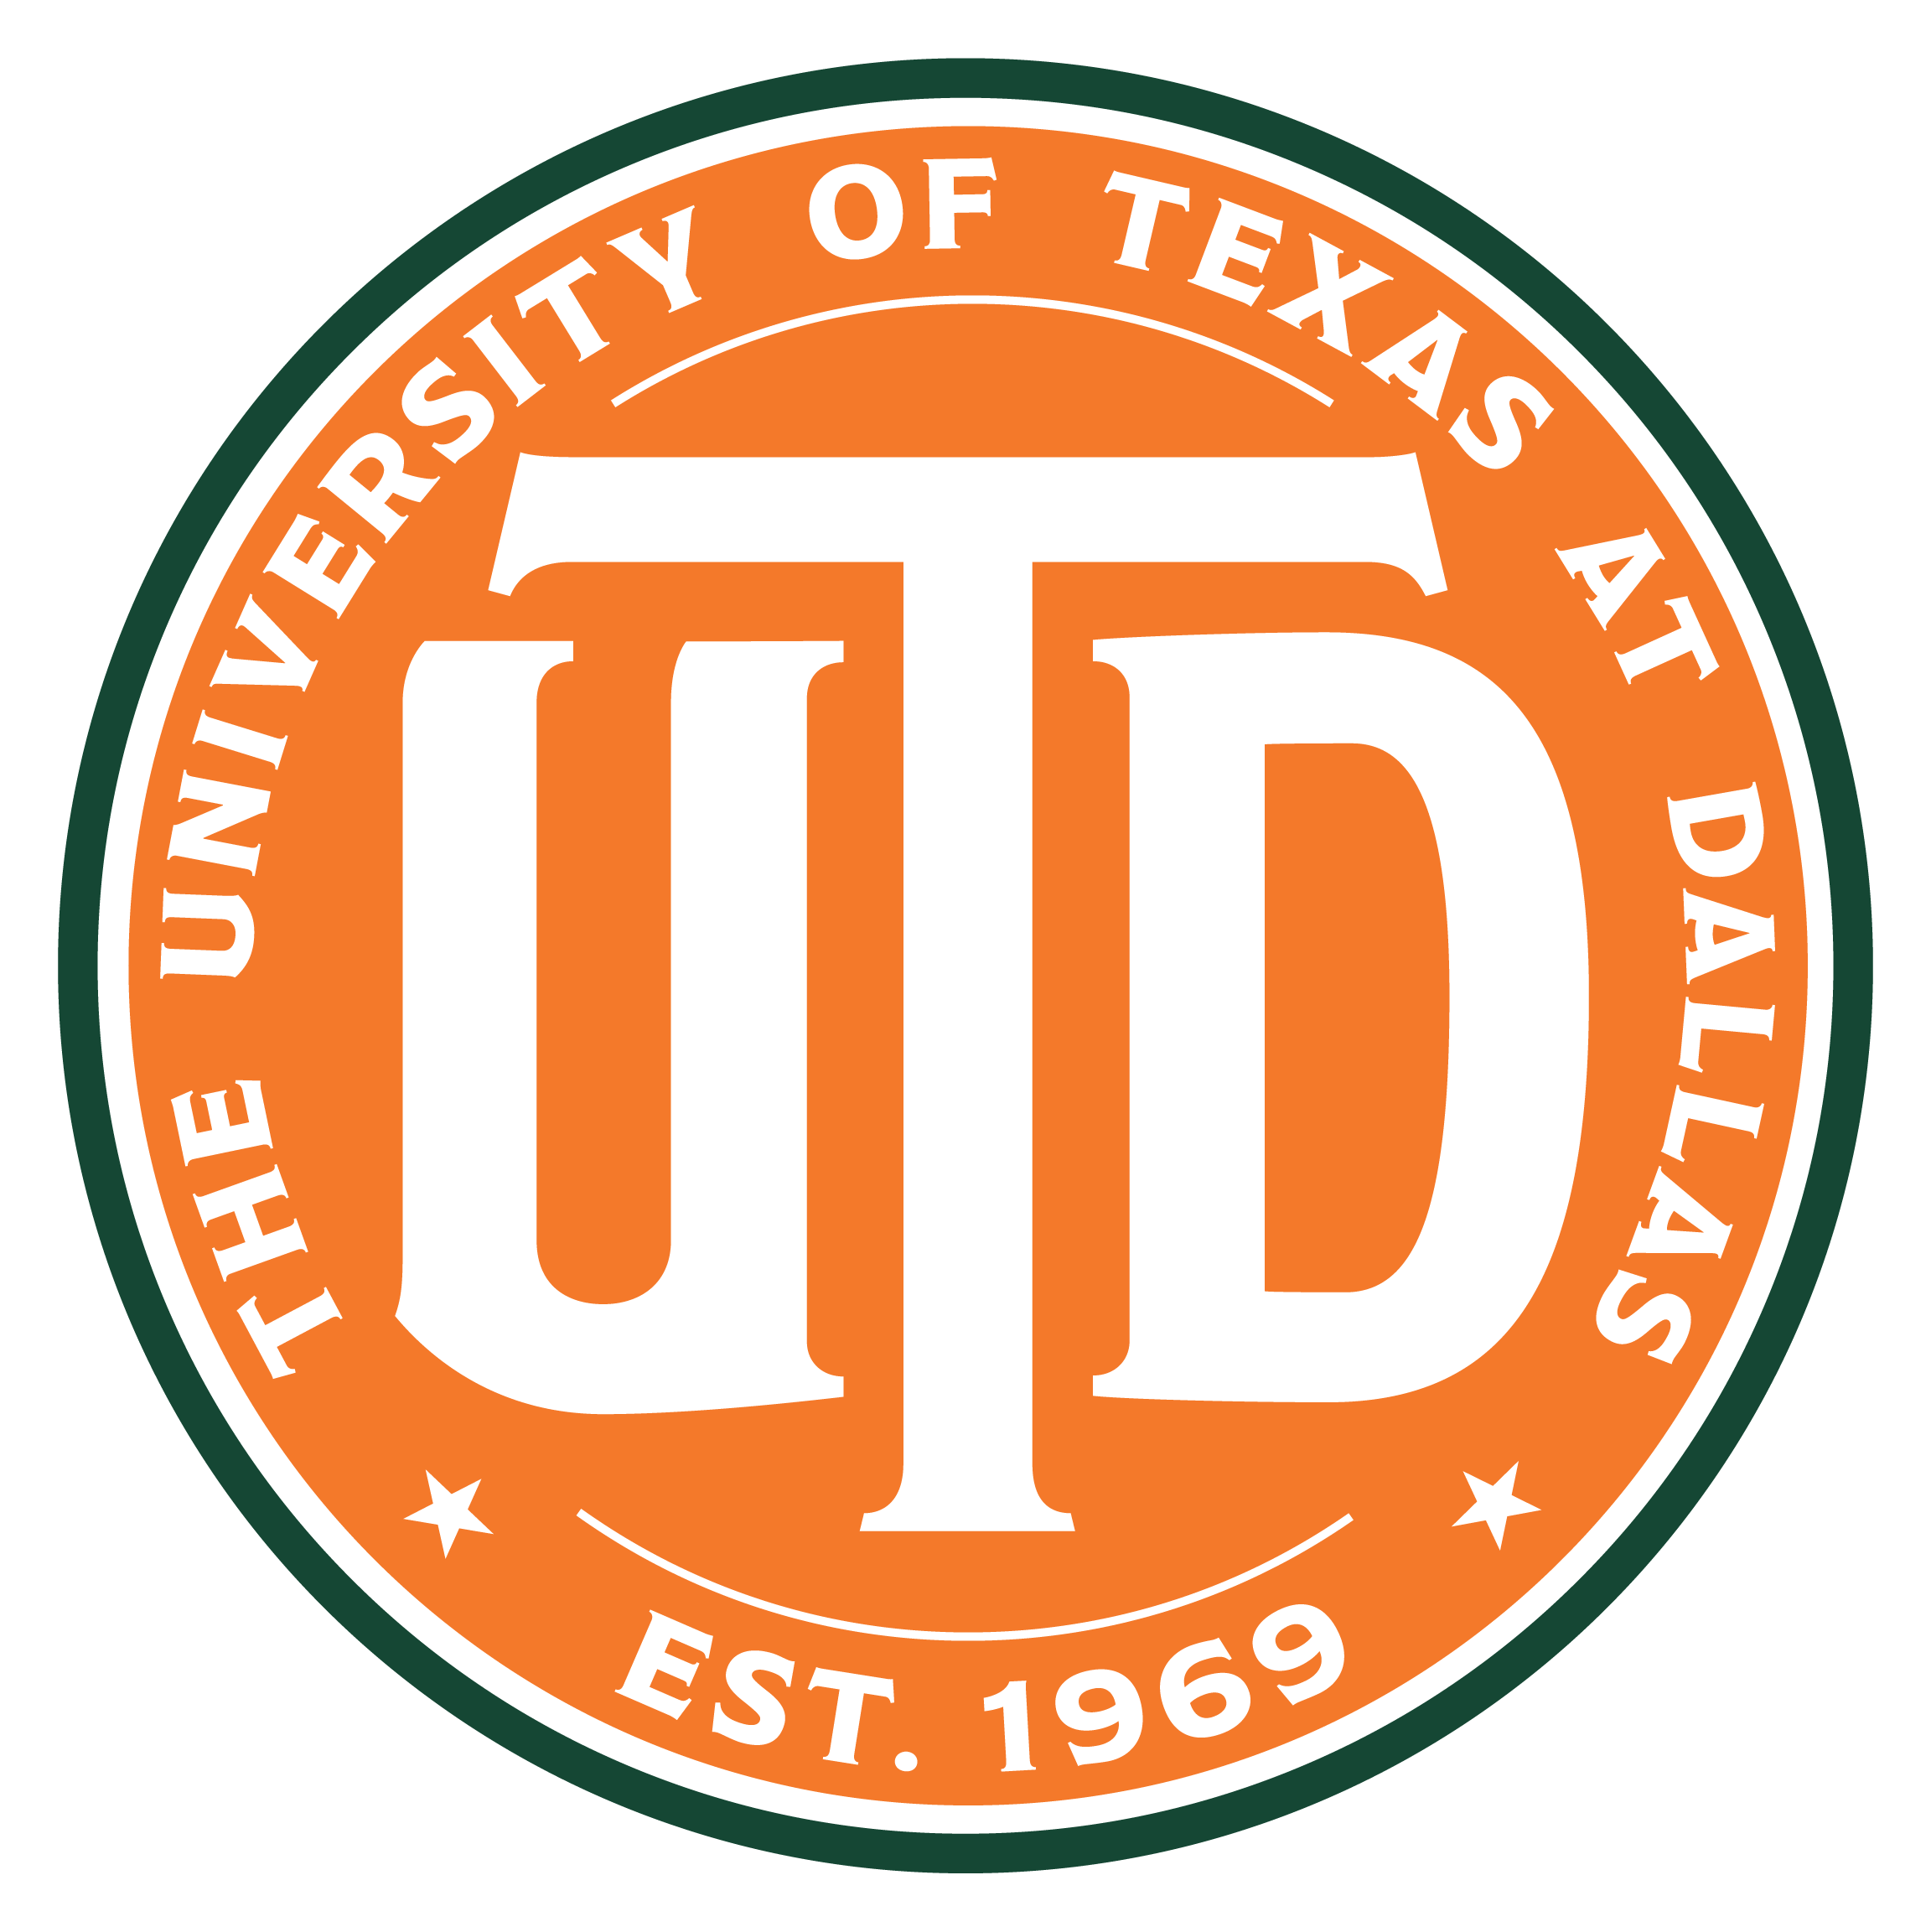 THE UNIVERSITY OF TEXAS AT DALLAS
UTD
EST. 1969